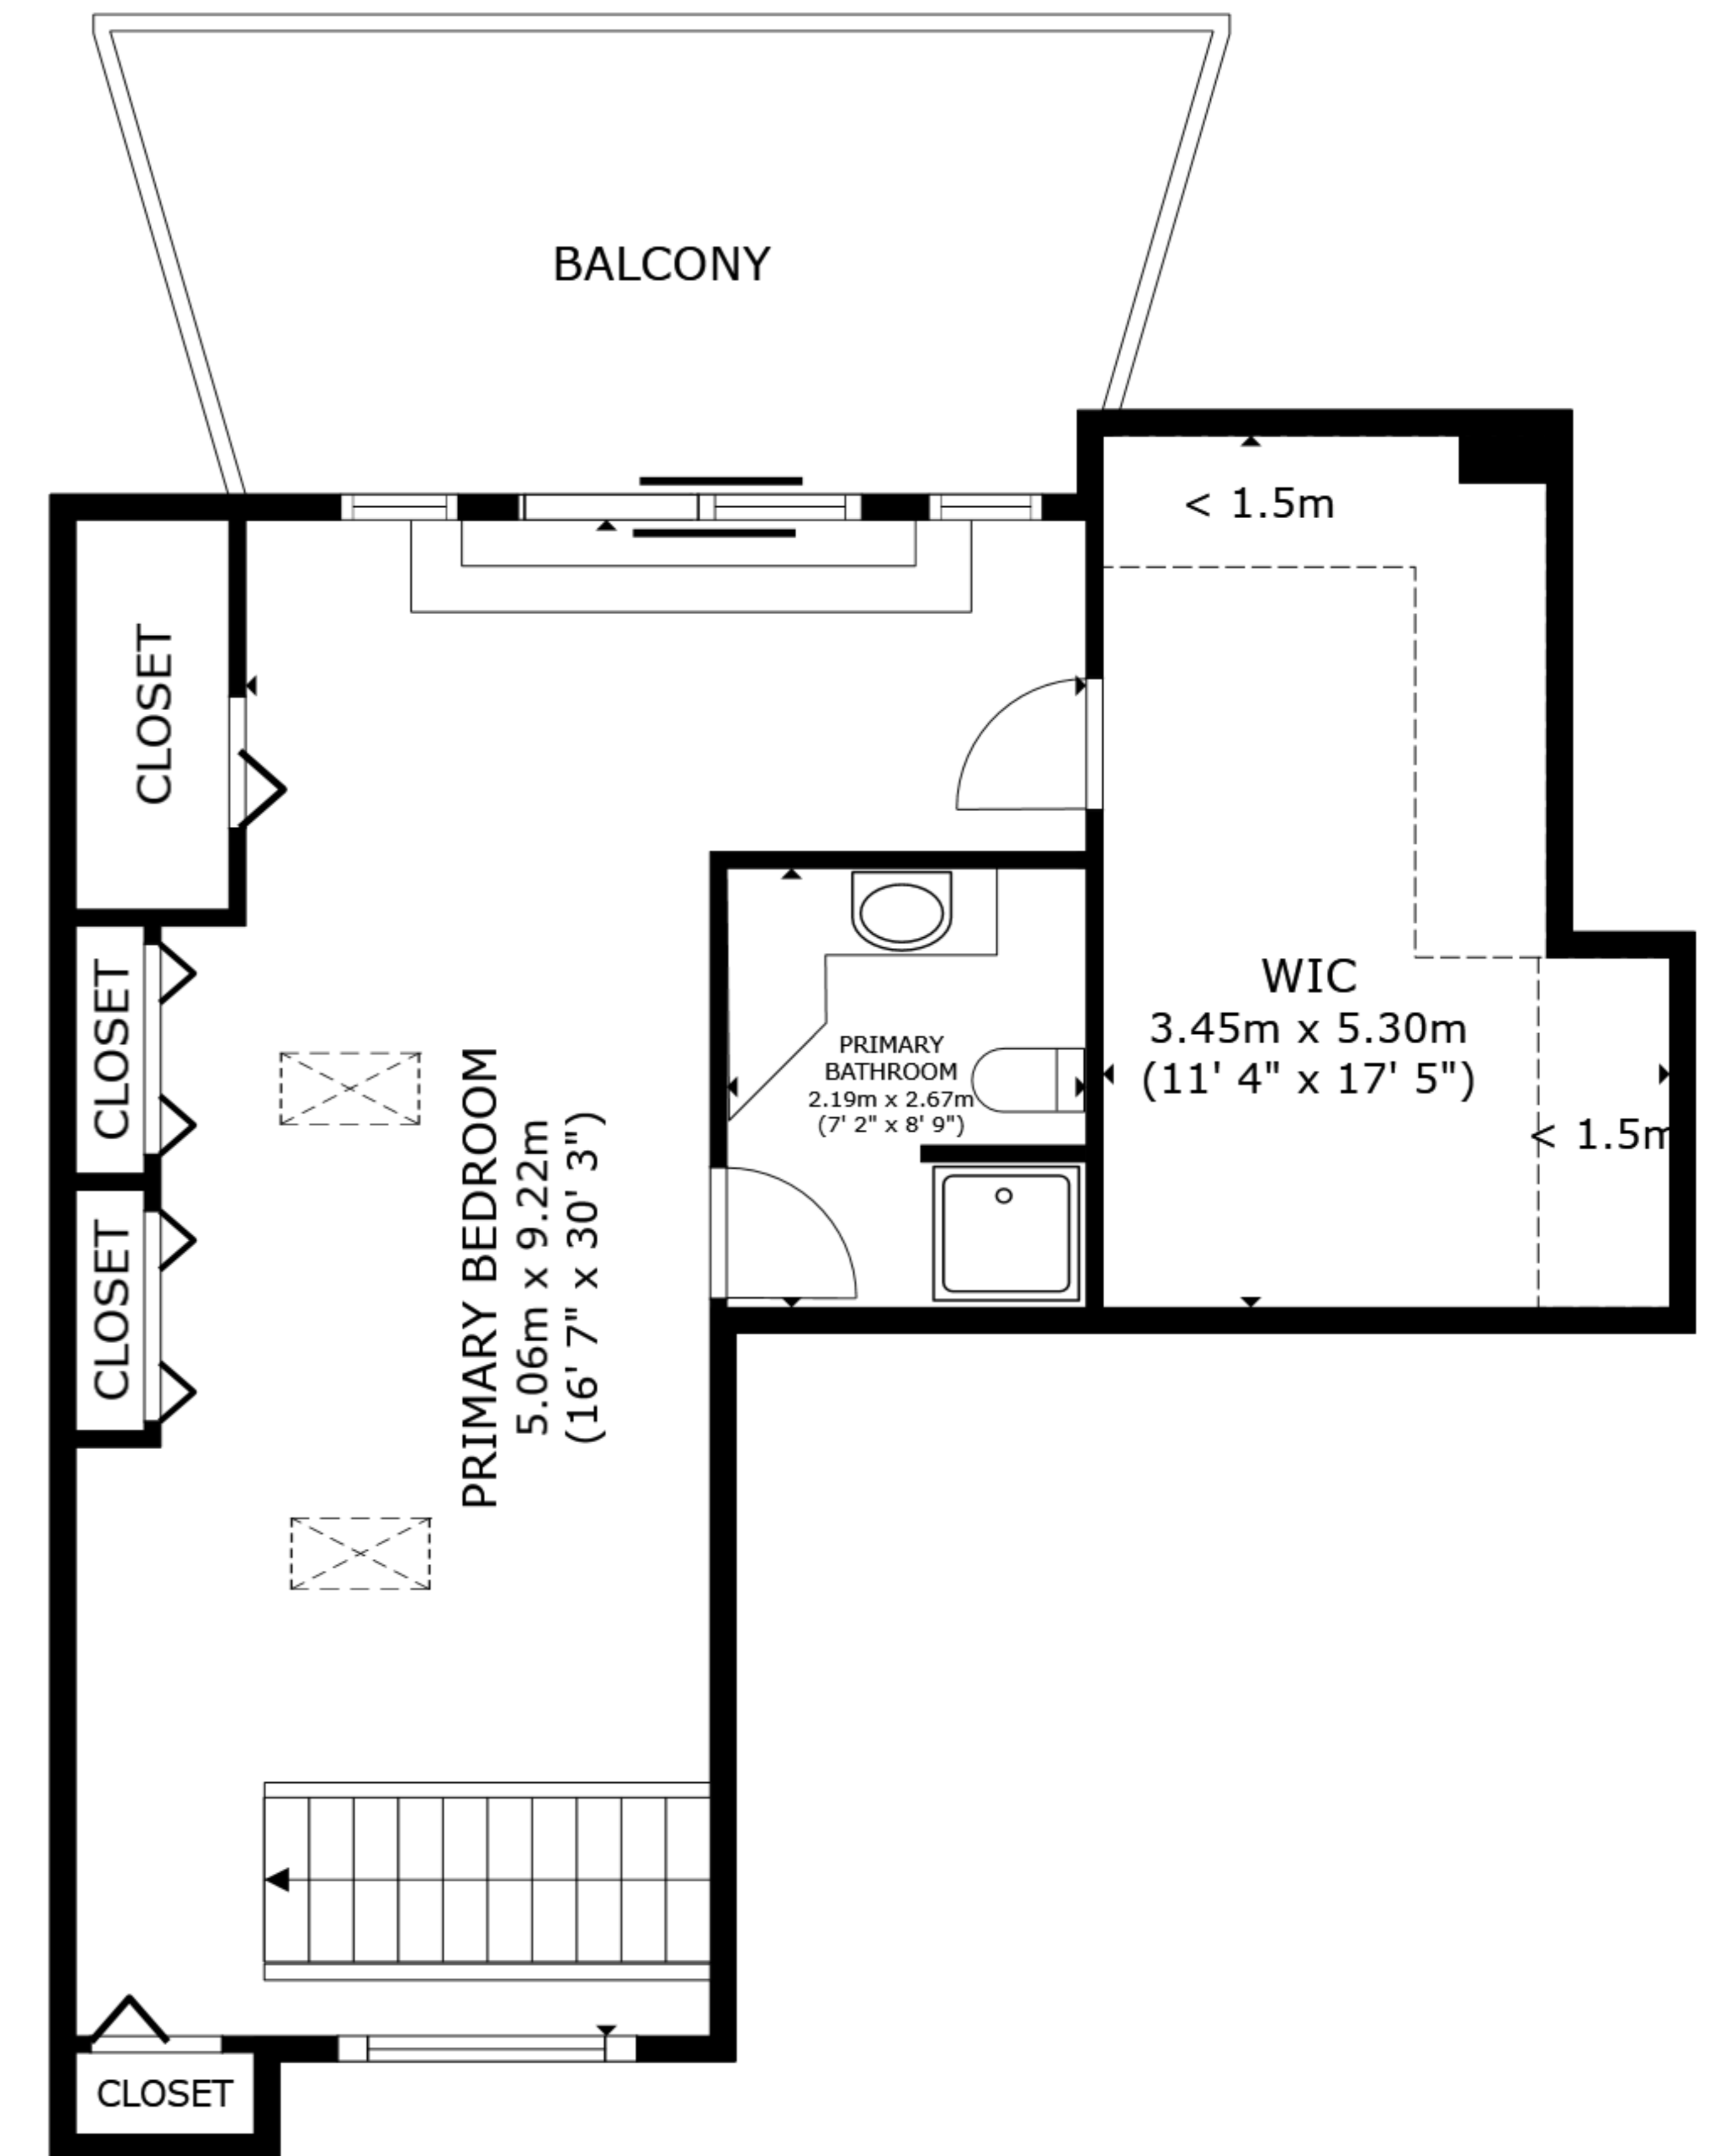 BALCONY
< 1.5m
CLOSET
WIC
3.45m x 5.30m
(11' 4" x 17' 5")
< 1.5m
PRIMARY
BATHROOM
2.19m x 2.67m
(7' 2" x 8' 9")
CLOSET
PRIMARY BEDROOM
5.06m x 9.22m
(16' 7" x 30' 3")
CLOSET
CLOSET